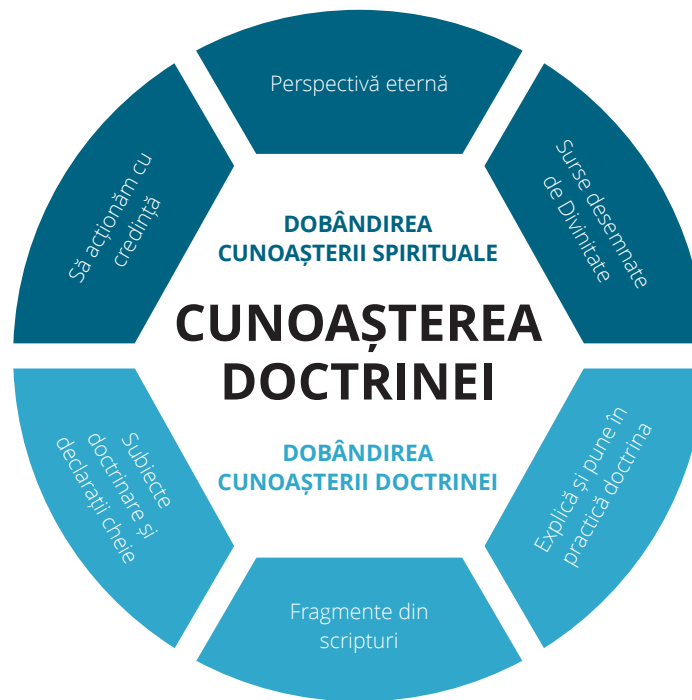 Perspectivă eternă
Surse desemnate
de Divinitate
Să acționăm cu
credință
DOBÂNDIREA
CUNOAȘTERII SPIRITUALE
CUNOAȘTEREA
DOCTRINEI
DOBÂNDIREA
CUNOAȘTERII DOCTRINEI
Subiecte
doctrinare și
declarații cheie
Fragmente din
scripturi
Explică și pune în
practică doctrina